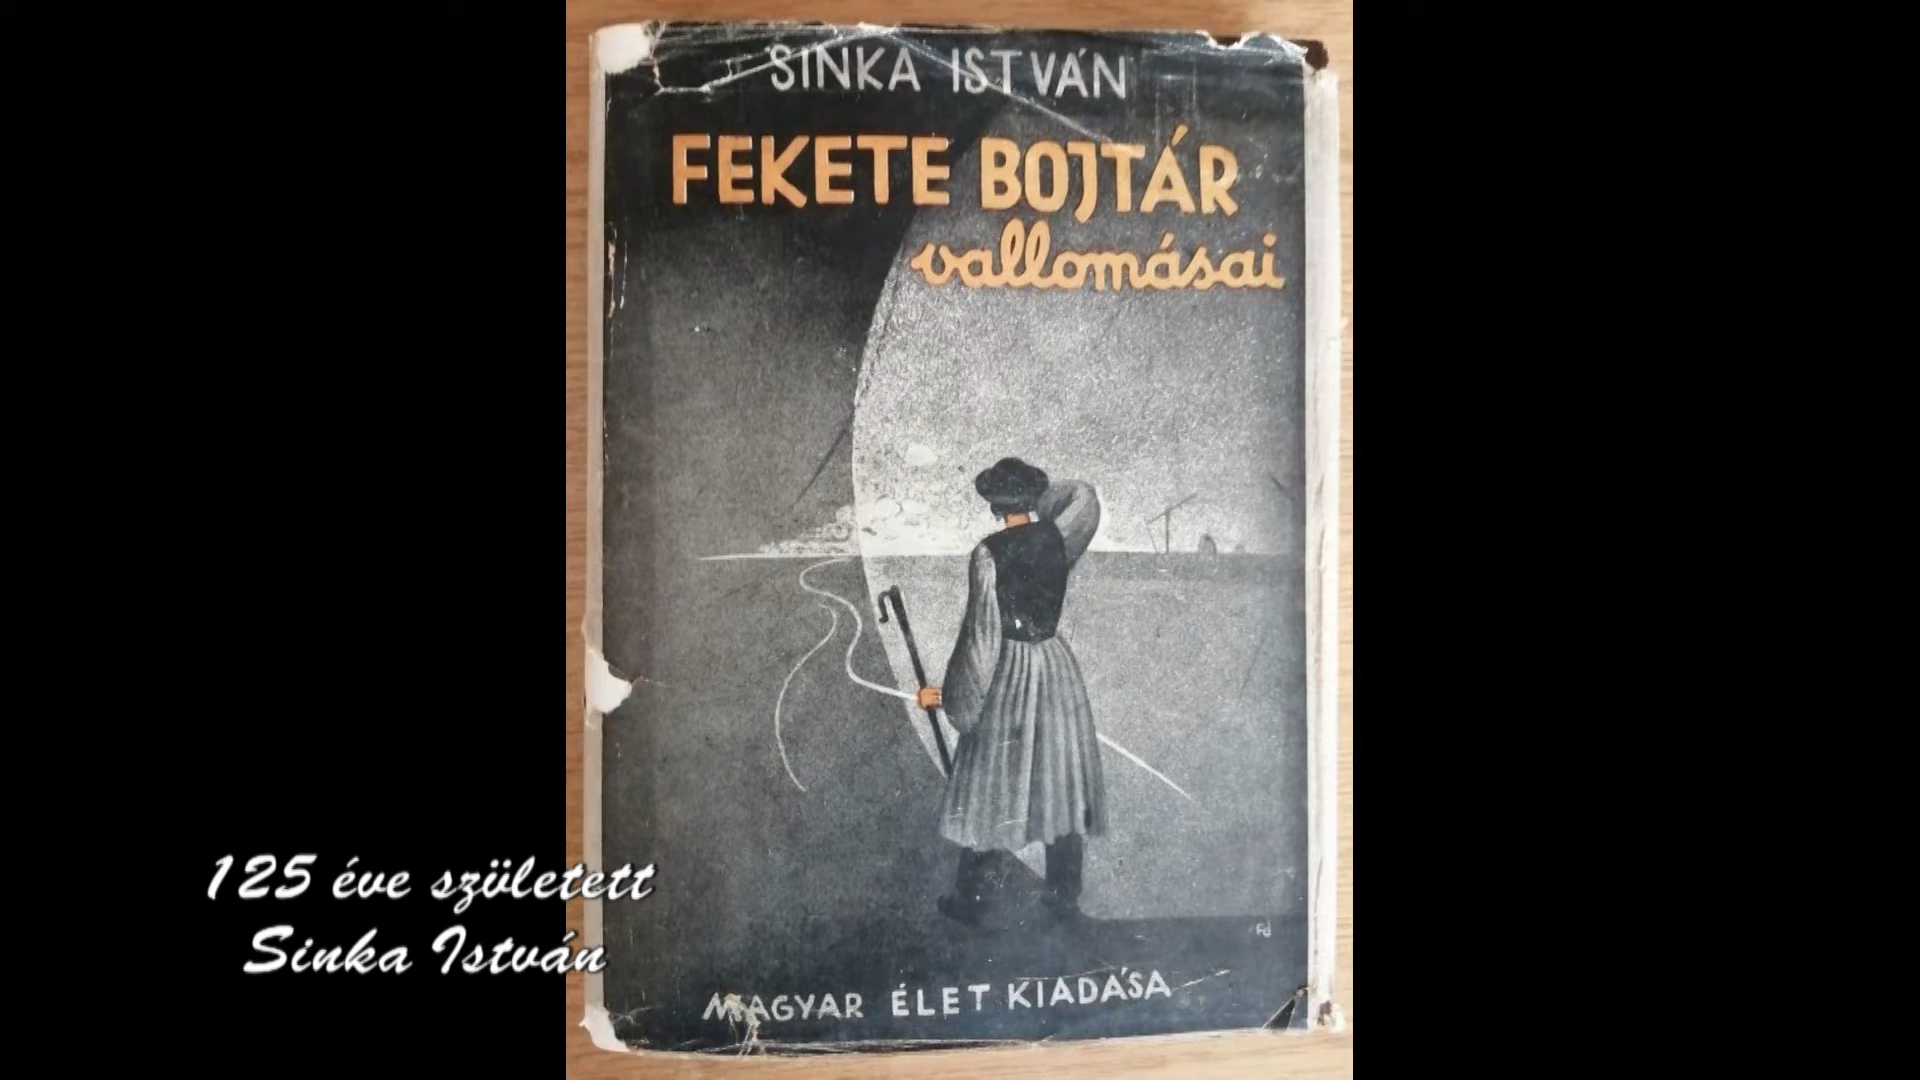 SINKA ISTVÁN
FEKETE BOJTÁR
vallomásai
125 éve született
Sinka István
MAGYAR ÉLET KIADÁSA